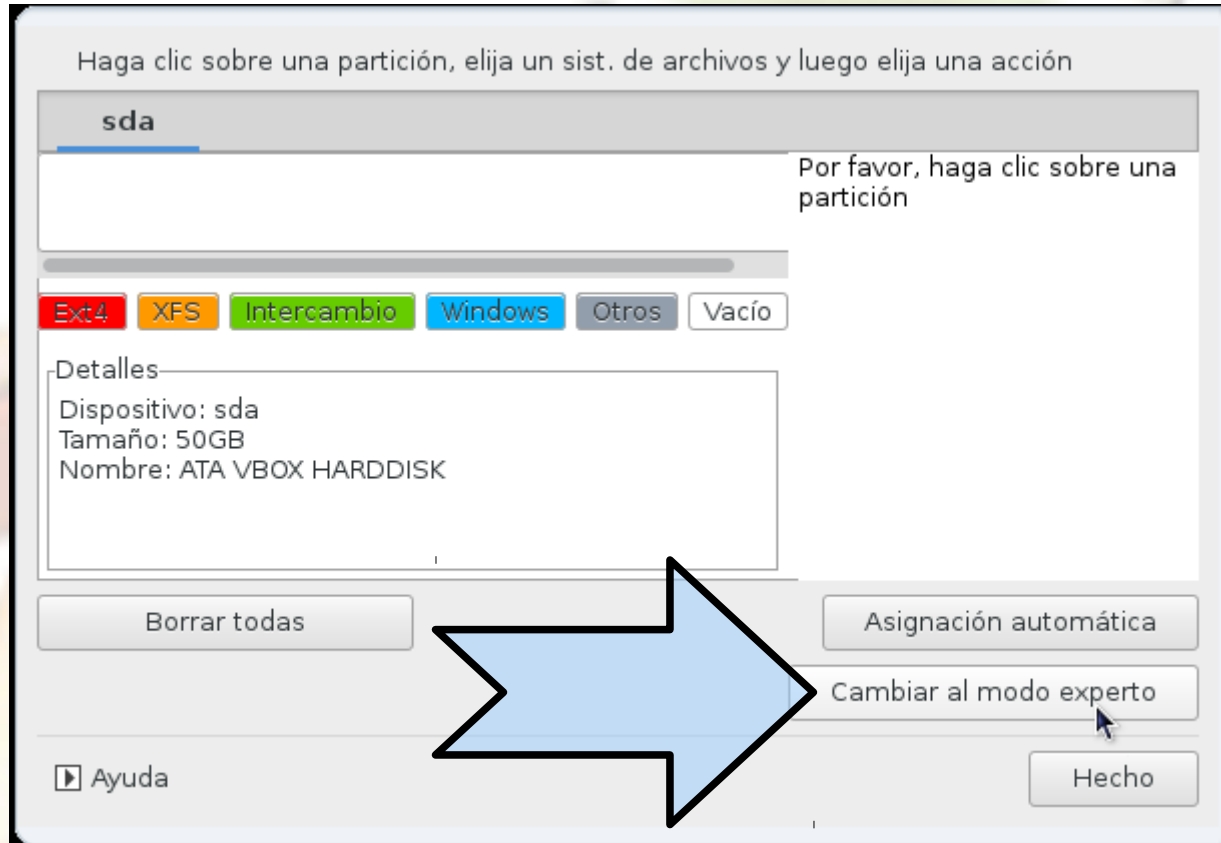 Haga clic sobre una partición, elija un sist. de archivos y luego elija una acción
sda
Por favor, haga clic sobre una
partición
Ext4 XFS Intercambio Windows Otros Vacío
Detalles
Dispositivo: sda
Tamaño: 50GB
Nombre: ATA VBOX HARDDISK
Borrar todas Asignación automática
Cambiar al modo experto
Ayuda Hecho